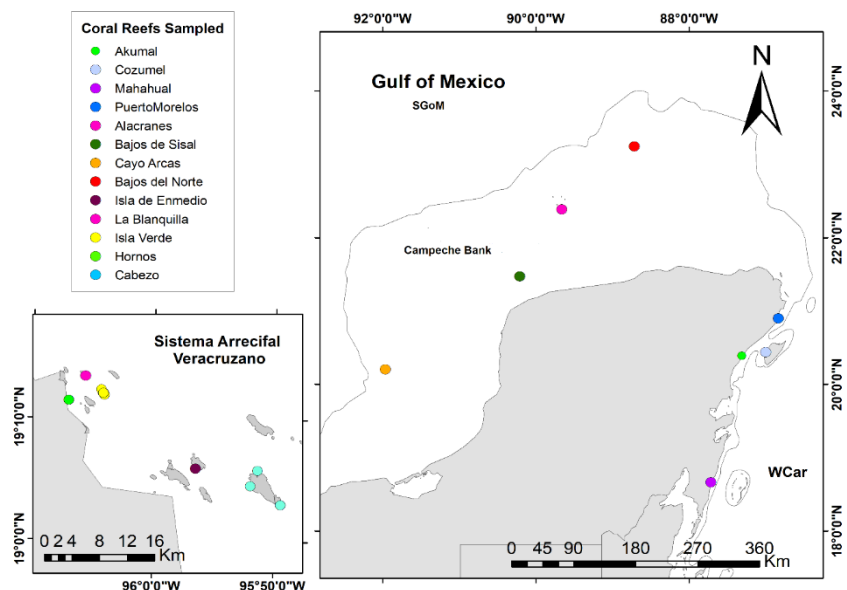 Coral Reefs Sampled
Akumal
Cozumel
Mahahual
PuertoMorelos
Alacranes
Bajos de Sisal
Cayo Arcas
Bajos del Norte
Isla de Enmedio
La Blanquilla
Isla Verde
Hornos
Cabezo
92°0'0"W
90°0'0"W
88°0'0"W
Gulf of Mexico
SGoM
N
24°0'0"N
22°0'0"N
Campeche Bank
20°0'0"N
WCar
18°0'0"N
0 45 90 180 270 360
Km
Sistema Arrecifal
Veracruzano
19°10'0"N
19°0'0"N
0 2 4 8 12 16
Km
96°0'0"W
95°50'0"W